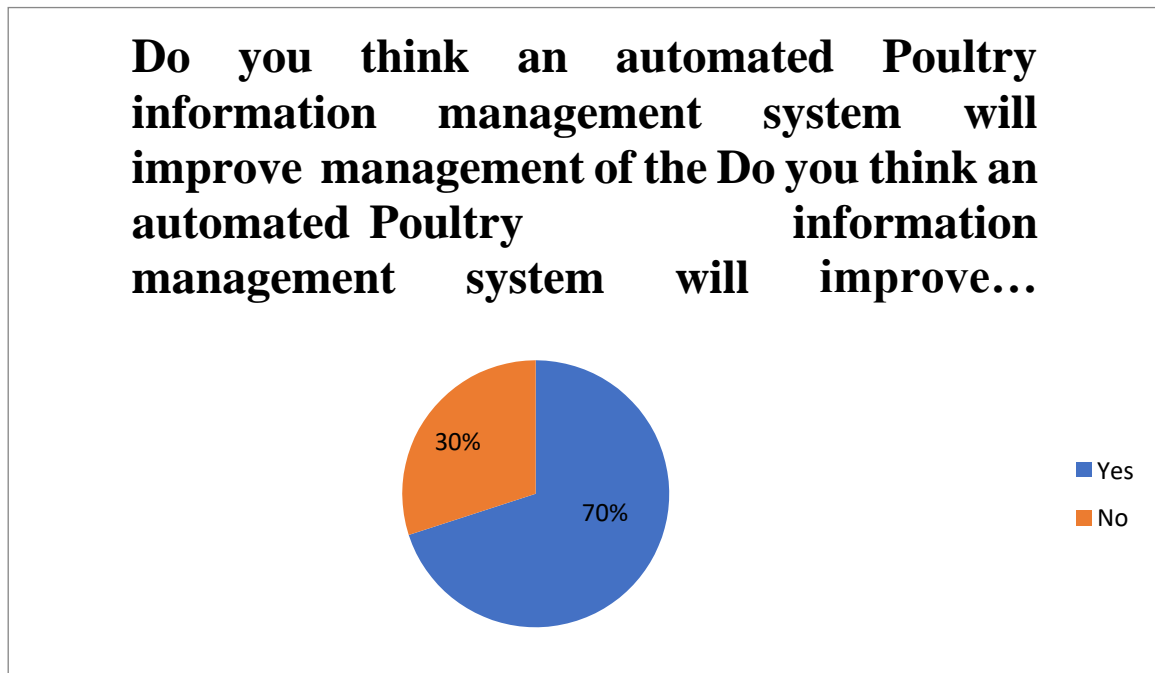 Do you think an automated Poultry
information management system will
improve management of the Do you think an
automated Poultry information
management system will improve…
30%
70%
Yes
No